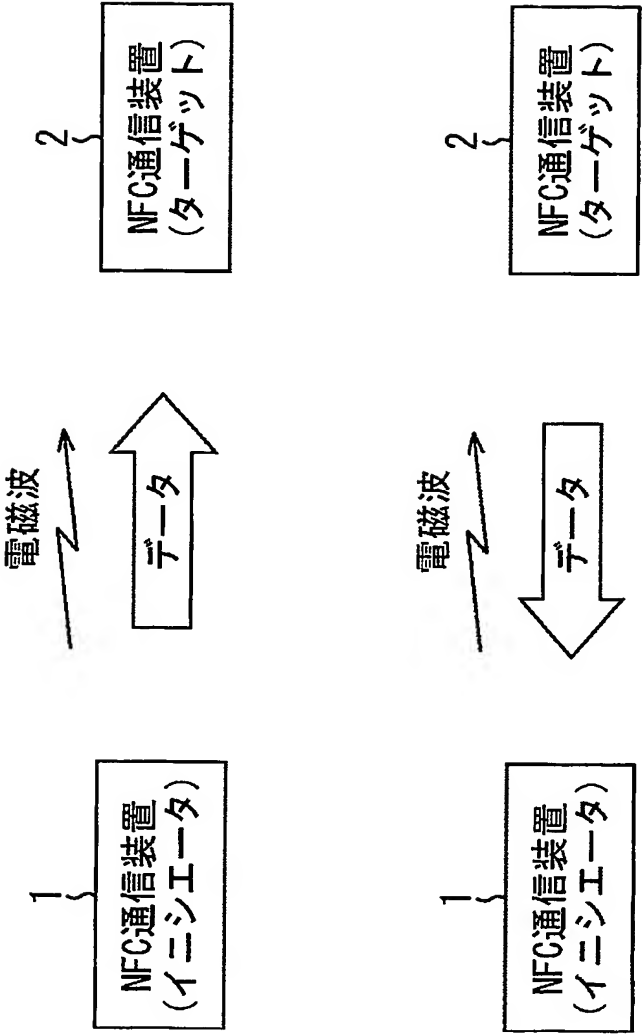 電磁波
1
2
NFC通信装置
(イニシエータ)
データ
NFC通信装置
(ターゲット)
電磁波
1
2
NFC通信装置
(イニシエータ)
データ
NFC通信装置
(ターゲット)